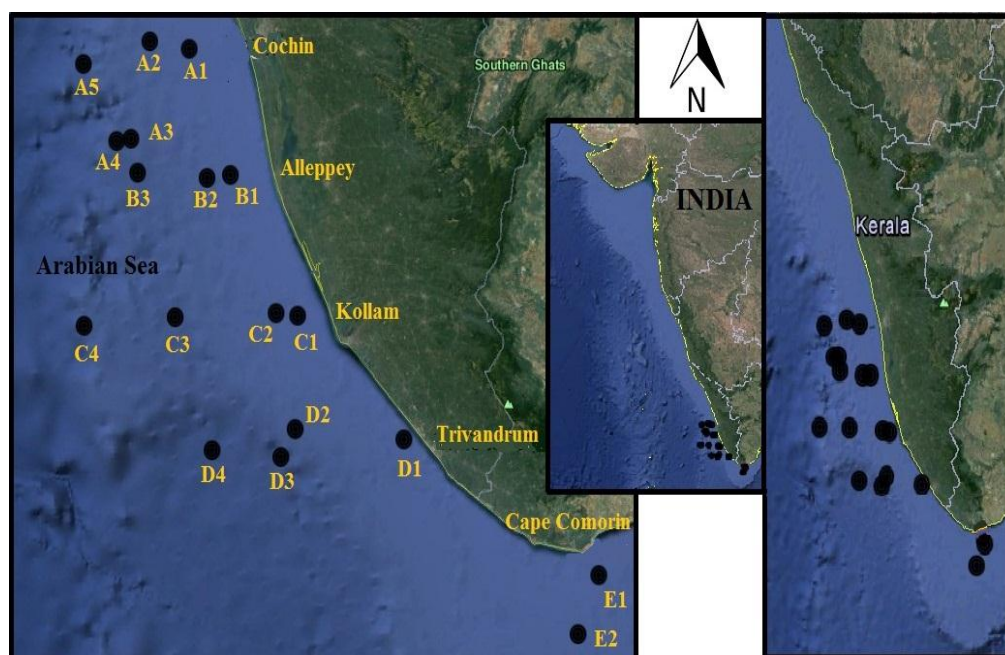 A2
A1
Cochin
A5
Southern Ghats
N
A4
A3
B3
B2
B1
Alleppey
INDIA
Kerala
Arabian Sea
Kollam
C4
C3
C2
C1
D2
Trivandrum
D4
D3
D1
Cape Comorin
E1
E2